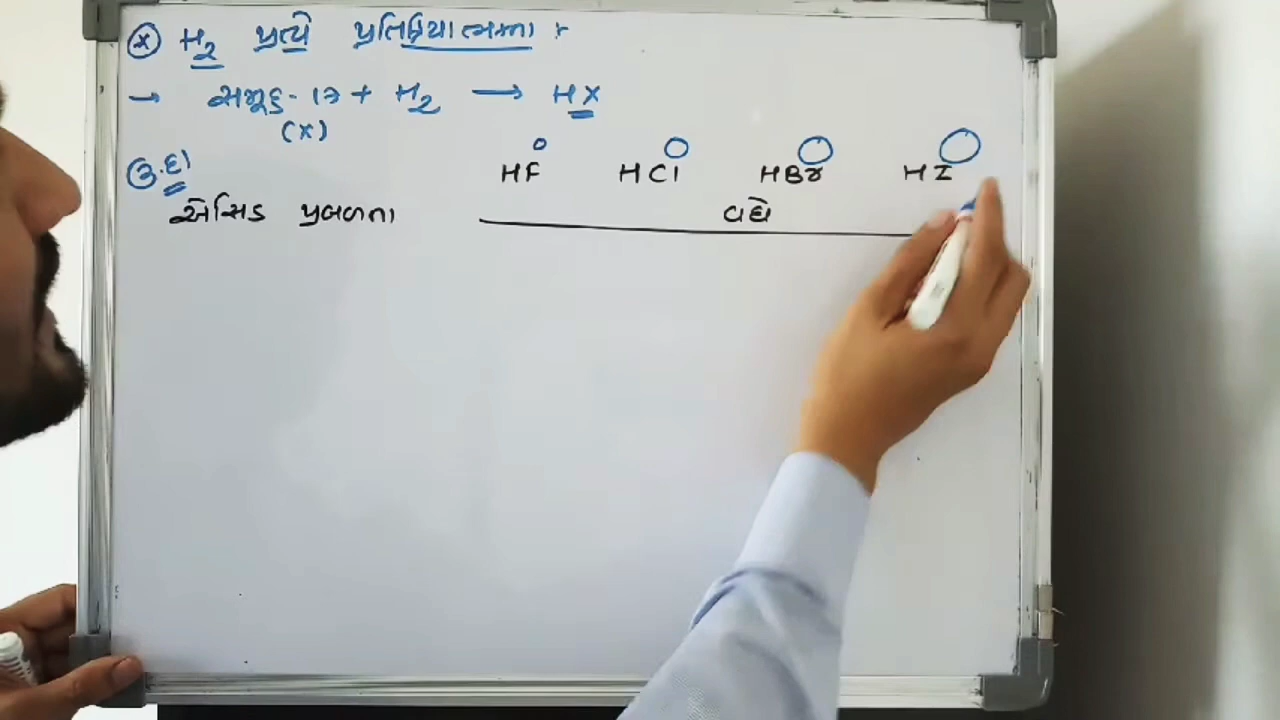 (x) H2 પ્રત્યે પ્રતિક્રિયાત્મકતા :-
→ સમૂહ-17 + H2 → HX
(X)
ઉ.દા HF HCl HBr HI
એસિડ પ્રબળતા વધે